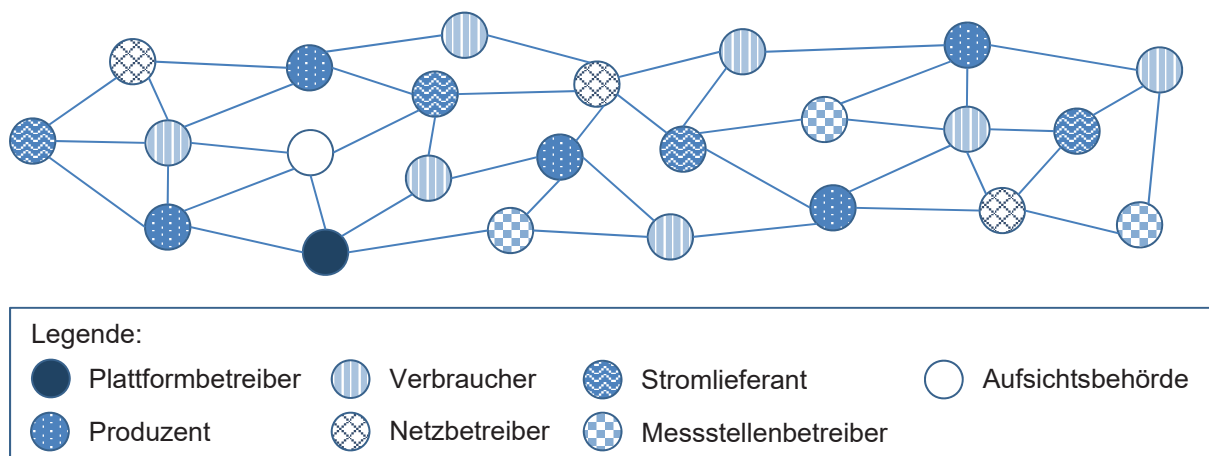 Legende:
Plattformbetreiber Verbraucher Stromlieferant Aufsichtsbehörde
Produzent Netzbetreiber Messstellenbetreiber